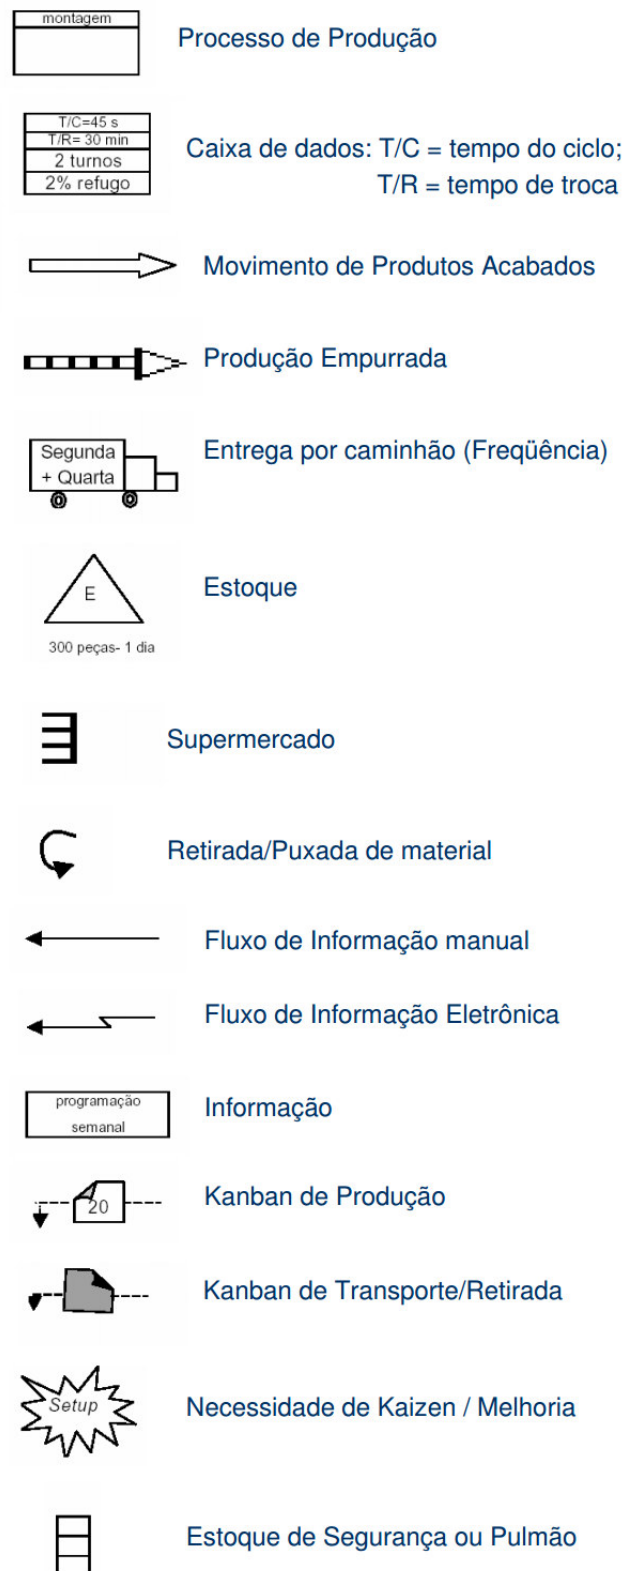 montagem
Processo de Produção
T/C=45 s
T/R= 30 min
2 turnos
2% refugo
Caixa de dados: T/C = tempo do ciclo;
T/R = tempo de troca
Movimento de Produtos Acabados
Produção Empurrada
Segunda
+ Quarta
Entrega por caminhão (Freqüência)
E
Estoque
300 peças- 1 dia
Supermercado
Retirada/Puxada de material
Fluxo de Informação manual
Fluxo de Informação Eletrônica
programação
semanal
Informação
20
Kanban de Produção
Kanban de Transporte/Retirada
Setup
Necessidade de Kaizen / Melhoria
Estoque de Segurança ou Pulmão